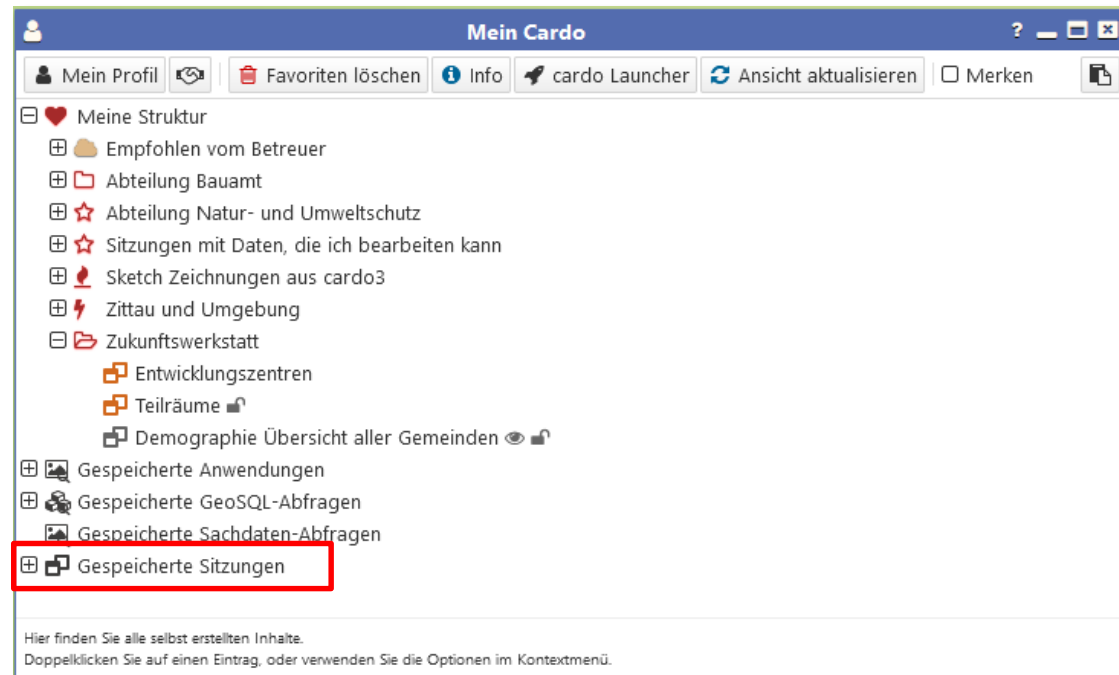 Mein Cardo ?
Mein Profil Favoriten löschen Info cardo Launcher Ansicht aktualisieren Merken
Meine Struktur
Empfohlen vom Betreuer
Abteilung Bauamt
Abteilung Natur- und Umweltschutz
Sitzungen mit Daten, die ich bearbeiten kann
Sketch Zeichnungen aus cardo3
Zittau und Umgebung
Zukunftswerkstatt
Entwicklungszentren
Teilräume
Demographie Übersicht aller Gemeinden
Gespeicherte Anwendungen
Gespeicherte GeoSQL-Abfragen
Gespeicherte Sachdaten-Abfragen
Gespeicherte Sitzungen
Hier finden Sie alle selbst erstellten Inhalte.
Doppelklicken Sie auf einen Eintrag, oder verwenden Sie die Optionen im Kontextmenü.